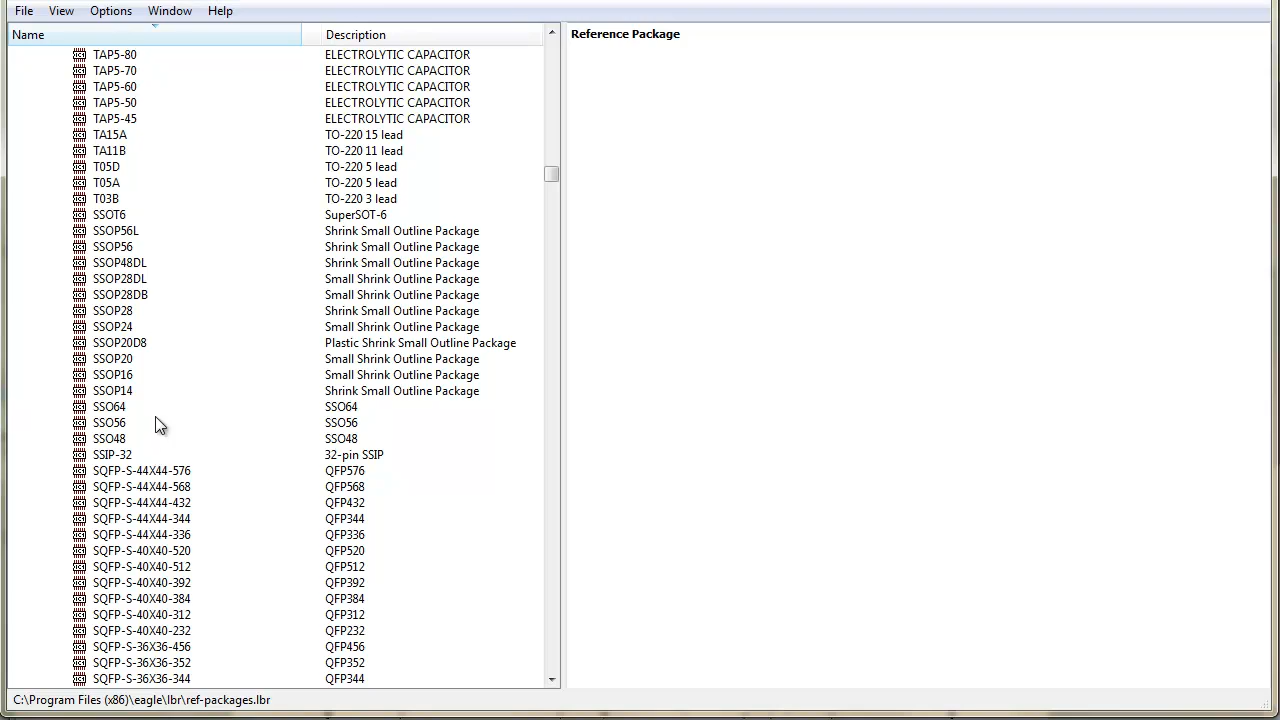 File View Options Window Help
Name Description Reference Package
TAP5-80 ELECTROLYTIC CAPACITOR
TAP5-70 ELECTROLYTIC CAPACITOR
TAP5-60 ELECTROLYTIC CAPACITOR
TAP5-50 ELECTROLYTIC CAPACITOR
TAP5-45 ELECTROLYTIC CAPACITOR
TA15A TO-220 15 lead
TA11B TO-220 11 lead
T05D TO-220 5 lead
T05A TO-220 5 lead
T03B TO-220 3 lead
SSOT6 SuperSOT-6
SSOP56L Shrink Small Outline Package
SSOP56 Shrink Small Outline Package
SSOP48DL Shrink Small Outline Package
SSOP28DL Small Shrink Outline Package
SSOP28DB Small Shrink Outline Package
SSOP28 Shrink Small Outline Package
SSOP24 Small Shrink Outline Package
SSOP20D8 Plastic Shrink Small Outline Package
SSOP20 Small Shrink Outline Package
SSOP16 Small Shrink Outline Package
SSOP14 Shrink Small Outline Package
SSO64 SSO64
SSO56 SSO56
SSO48 SSO48
SSIP-32 32-pin SSIP
SQFP-S-44X44-576 QFP576
SQFP-S-44X44-568 QFP568
SQFP-S-44X44-432 QFP432
SQFP-S-44X44-344 QFP344
SQFP-S-44X44-336 QFP336
SQFP-S-40X40-520 QFP520
SQFP-S-40X40-512 QFP512
SQFP-S-40X40-392 QFP392
SQFP-S-40X40-384 QFP384
SQFP-S-40X40-312 QFP312
SQFP-S-40X40-232 QFP232
SQFP-S-36X36-456 QFP456
SQFP-S-36X36-352 QFP352
SQFP-S-36X36-344 QFP344
C:\Program Files (x86)\eagle\lbr\ref-packages.lbr